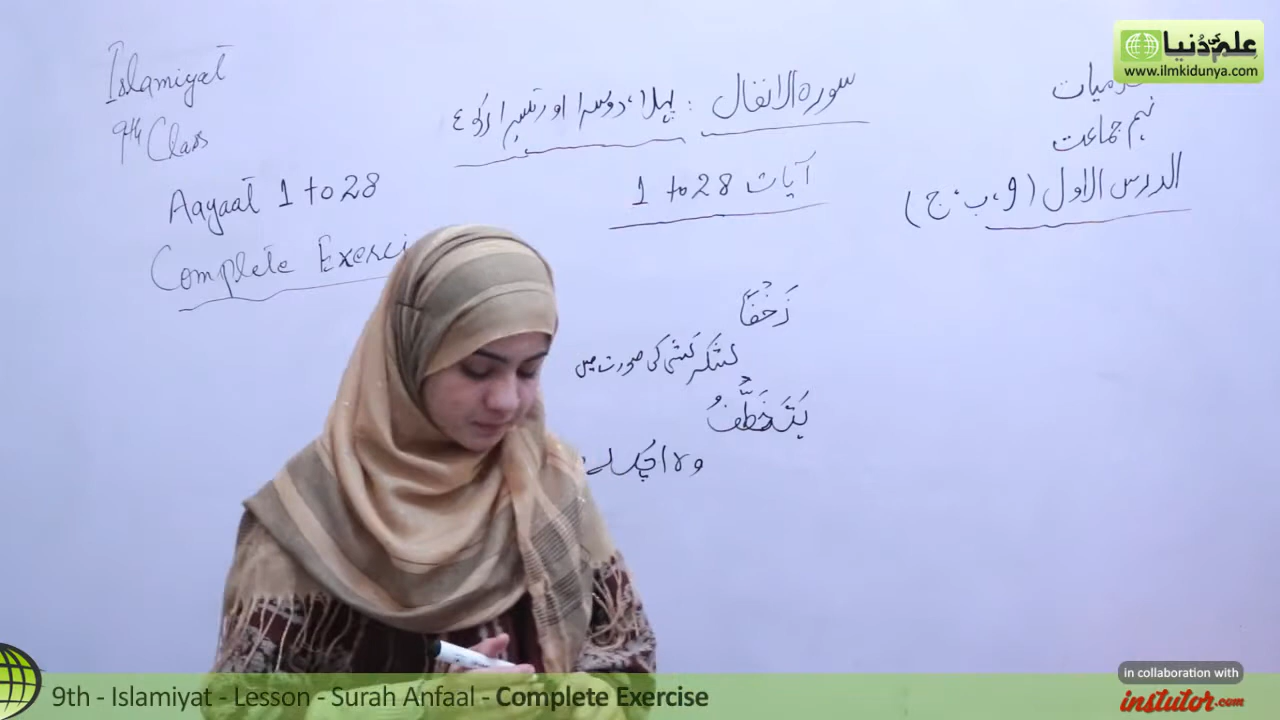 علم کی دنیا
www.ilmkidunya.com
Islamiyat
9th Class
Aayaat 1 to 28
Complete Exerci
سورہ الانفال : پہلا، دوسرا اور تیسرا رکوع
آیات 28 to 1
نہم جماعت
الدرس الاول (و، ب، ج)
زَحْفًا
لشکر کشی کی صورت میں
يَتَخَطَّفُ
وہ اچک لے
9th - Islamiyat - Lesson - Surah Anfaal - Complete Exercise
in collaboration with
instutor.com